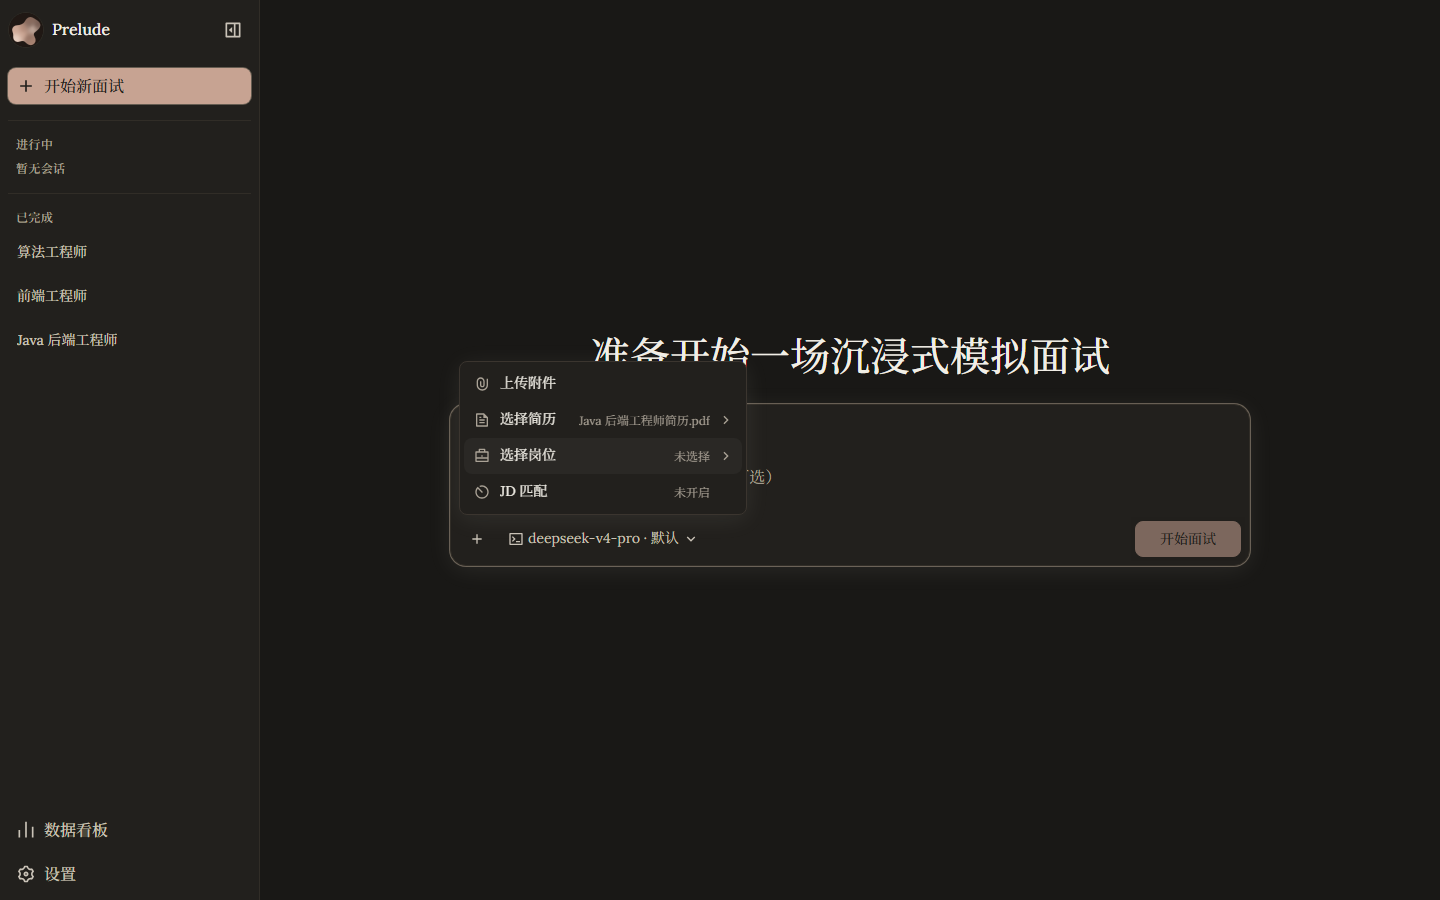 Prelude
开始新面试
进行中
暂无会话
已完成
算法工程师
前端工程师
Java 后端工程师
数据看板
设置
准备开始一场沉浸式模拟面试
上传附件
选择简历 Java 后端工程师简历.pdf
选择岗位 未选择
选）
JD 匹配 未开启
deepseek-v4-pro · 默认
开始面试